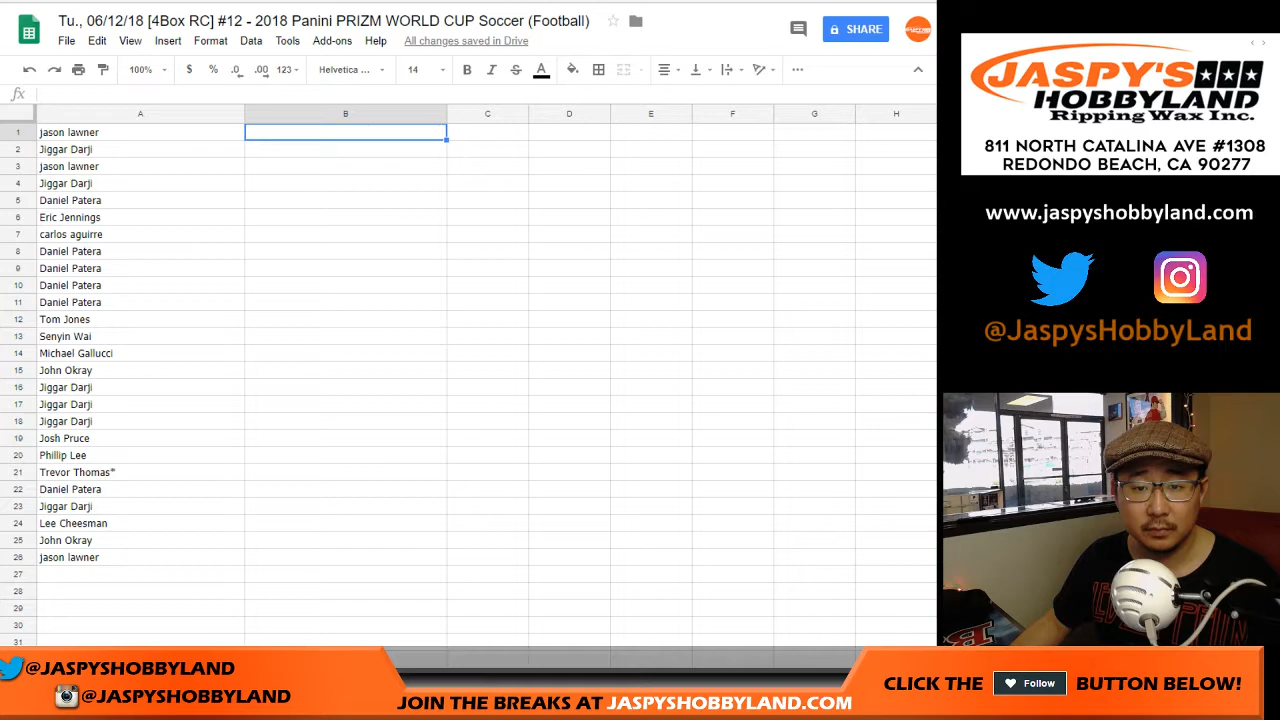 Tu., 06/12/18 [4Box RC] #12 - 2018 Panini PRIZM WORLD CUP Soccer (Football)
File Edit View Insert Format Data Tools Add-ons Help All changes saved in Drive
SHARE
100% $ % .0 .00 123 Helvetica ... 14 B I S A
fx
A B C D E F G H
1 jason lawner
2 Jiggar Darji
3 jason lawner
4 Jiggar Darji
5 Daniel Patera
6 Eric Jennings
7 carlos aguirre
8 Daniel Patera
9 Daniel Patera
10 Daniel Patera
11 Daniel Patera
12 Tom Jones
13 Senyin Wai
14 Michael Gallucci
15 John Okray
16 Jiggar Darji
17 Jiggar Darji
18 Jiggar Darji
19 Josh Pruce
20 Phillip Lee
21 Trevor Thomas*
22 Daniel Patera
23 Jiggar Darji
24 Lee Cheesman
25 John Okray
26 jason lawner
27
28
29
30
31
JASPY'S
HOBBYLAND
Ripping Wax Inc.
811 NORTH CATALINA AVE #1308
REDONDO BEACH, CA 90277
www.jaspyshobbyland.com
@JaspysHobbyLand
@JASPYSHOBBYLAND
@JASPYSHOBBYLAND
JOIN THE BREAKS AT JASPYSHOBBYLAND.COM
CLICK THE Follow BUTTON BELOW!